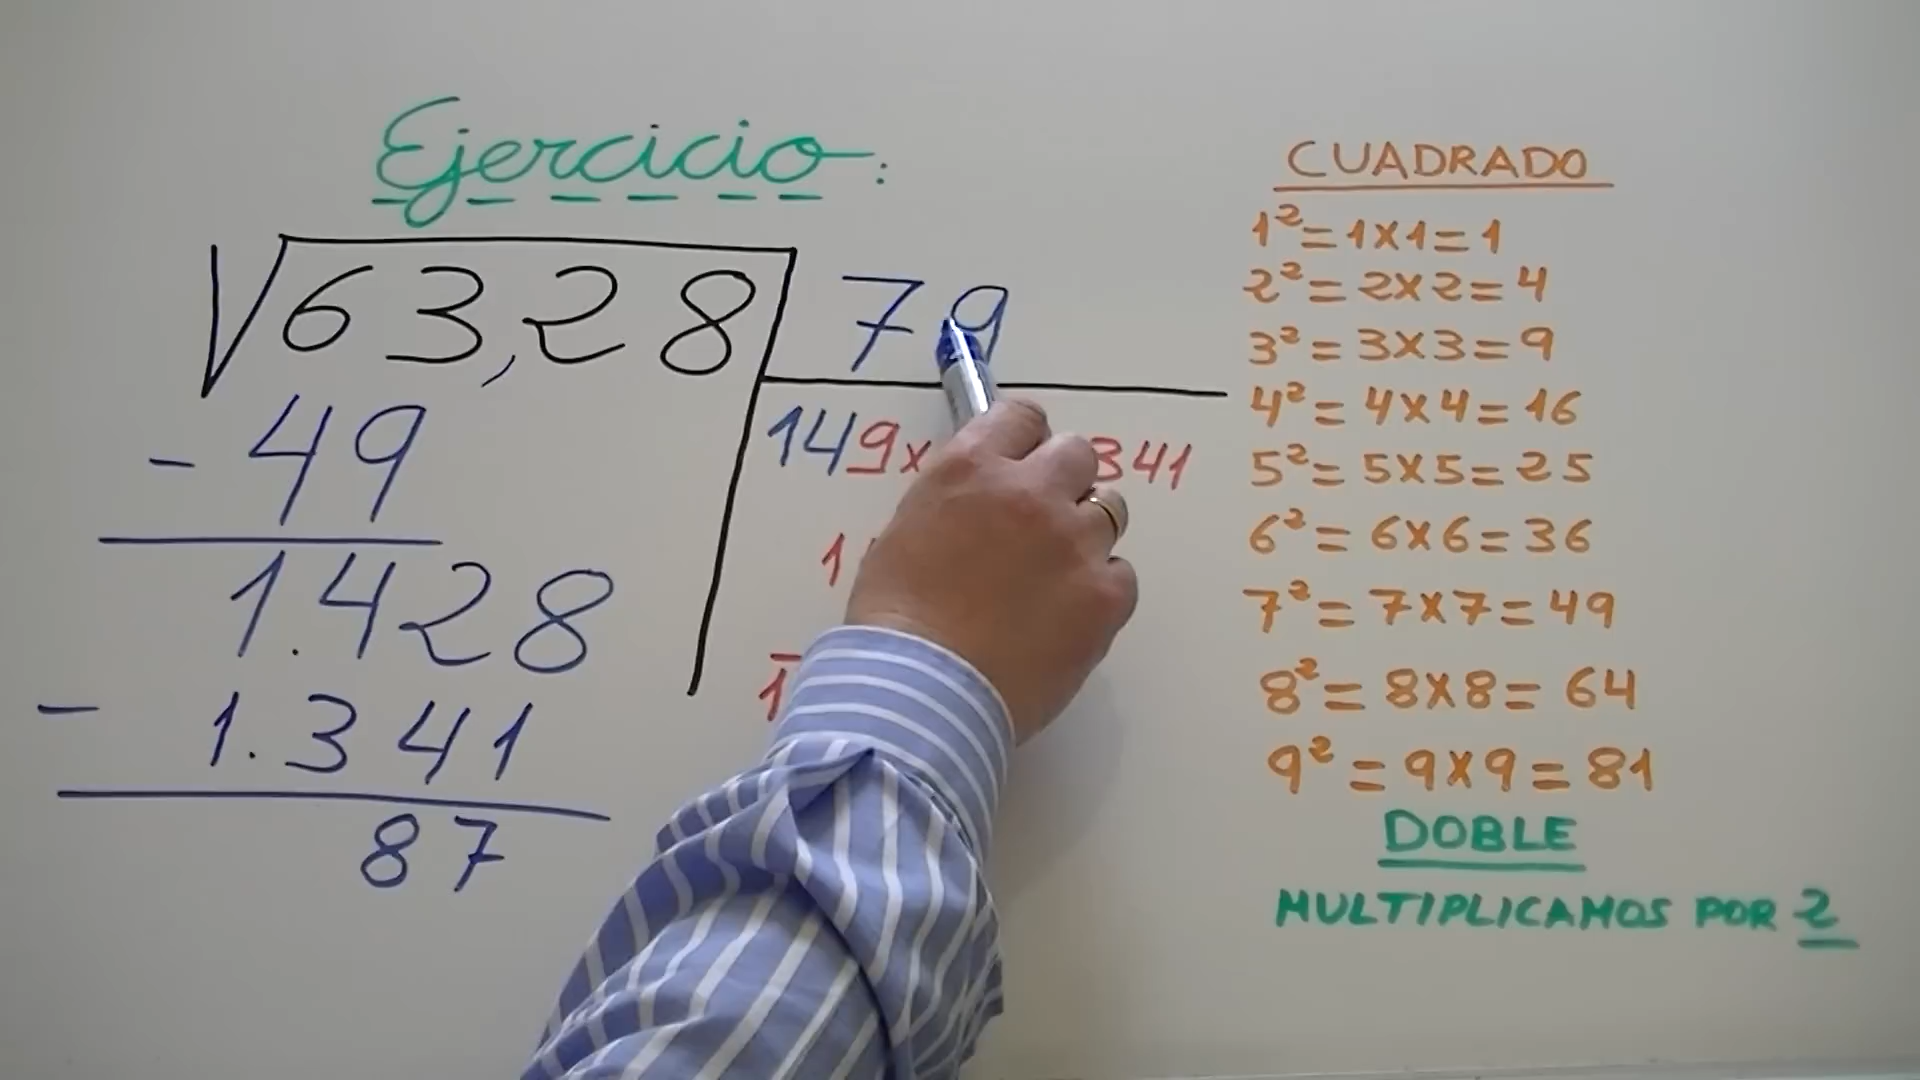 Ejercicio:
√63,28 79
- 49
1.428
- 1.341
87
149x 341
1
1
CUADRADO
1²=1x1=1
2²=2x2=4
3²=3x3=9
4²=4x4=16
5²=5x5=25
6²=6x6=36
7²=7x7=49
8²=8x8=64
9²=9x9=81
DOBLE
MULTIPLICAMOS POR 2